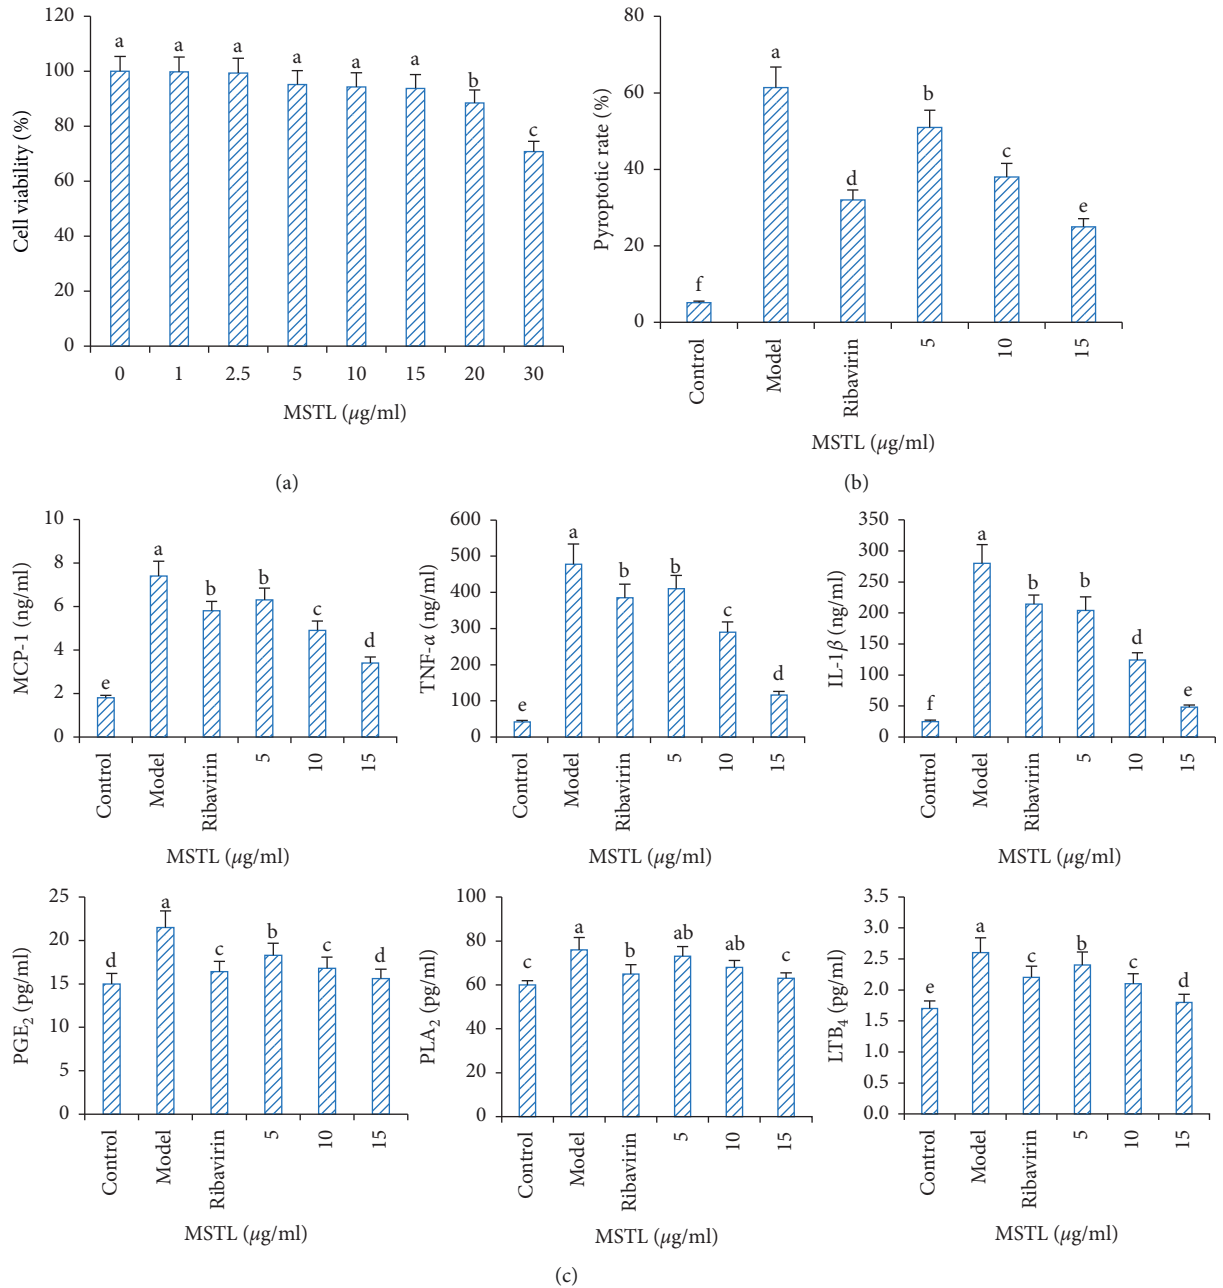 120
100
80
60
40
20
0
Cell viability (%)
a a a a a a b c
0 1 2.5 5 10 15 20 30
MSTL (μg/ml)
(a)
80
60
40
20
0
Pyroptotic rate (%)
f a d b c e
Control Model Ribavirin 5 10 15
MSTL (μg/ml)
(b)
10
8
6
4
2
0
MCP-1 (ng/ml)
e a b b c d
Control Model Ribavirin 5 10 15
MSTL (μg/ml)
600
500
400
300
200
100
0
TNF-α (ng/ml)
e a b b c d
Control Model Ribavirin 5 10 15
MSTL (μg/ml)
350
300
250
200
150
100
50
0
IL-1β (ng/ml)
f a b b d e
Control Model Ribavirin 5 10 15
MSTL (μg/ml)
25
20
15
10
5
0
PGE₂ (pg/ml)
d a c b c d
Control Model Ribavirin 5 10 15
MSTL (μg/ml)
100
80
60
40
20
0
PLA₂ (pg/ml)
c a b ab ab c
Control Model Ribavirin 5 10 15
MSTL (μg/ml)
3.5
3.0
2.5
2.0
1.5
1.0
0.5
0.0
LTB₄ (pg/ml)
e a c b c d
Control Model Ribavirin 5 10 15
MSTL (μg/ml)
(c)